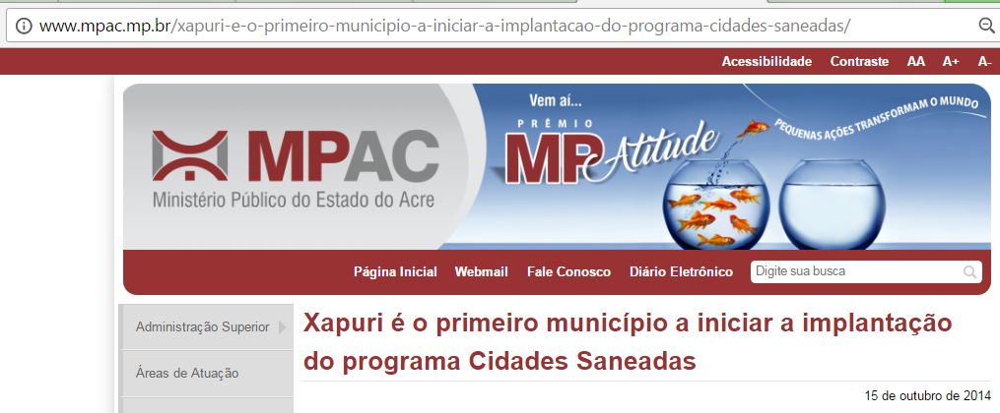 www.mpac.mp.br/xapuri-e-o-primeiro-municipio-a-iniciar-a-implantacao-do-programa-cidades-saneadas/
Acessibilidade Contraste AA A+ A-
MPAC
Ministério Público do Estado do Acre
Vem aí...
PRÊMIO
MP Atitude
PEQUENAS AÇÕES TRANSFORMAM O MUNDO
Página Inicial Webmail Fale Conosco Diário Eletrônico Digite sua busca
Administração Superior
Áreas de Atuação
Xapuri é o primeiro município a iniciar a implantação
do programa Cidades Saneadas
15 de outubro de 2014